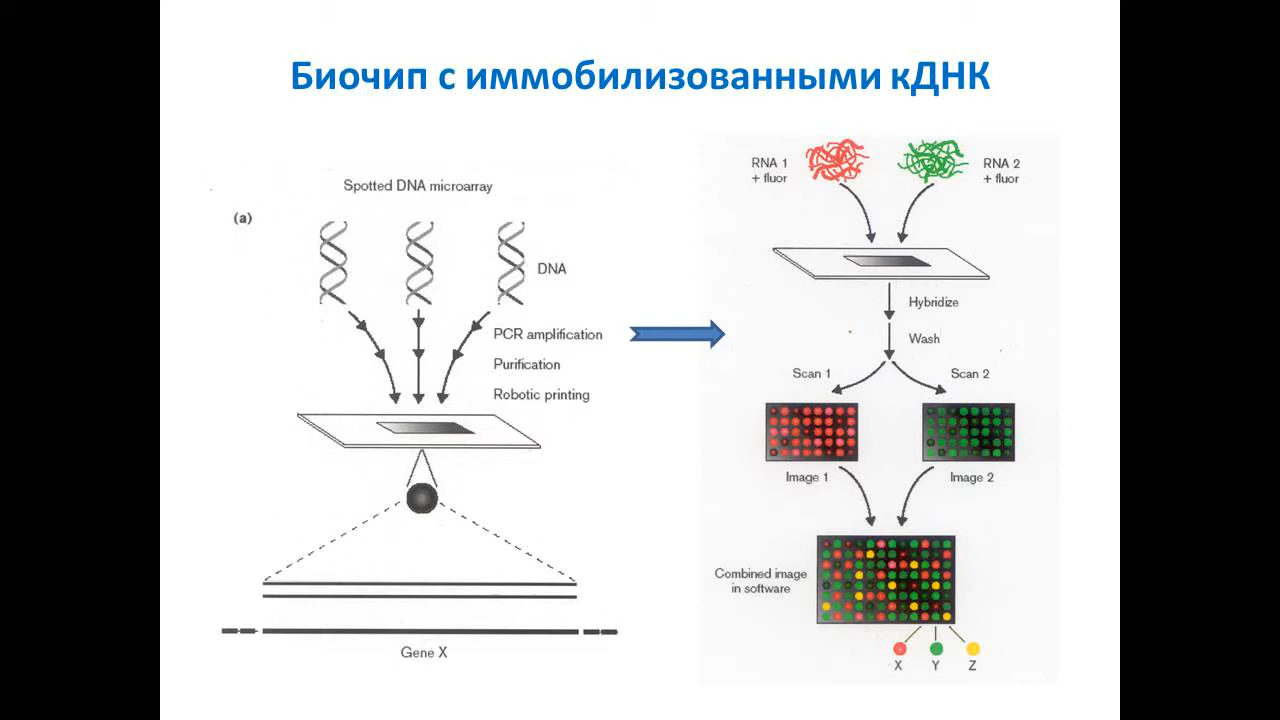 Биочип с иммобилизованными кДНК
Spotted DNA microarray
(a)
DNA
PCR amplification
Purification
Robotic printing
Gene X
RNA 1
+ fluor
RNA 2
+ fluor
Hybridize
Wash
Scan 1
Scan 2
Image 1
Image 2
Combined image
in software
X
Y
Z